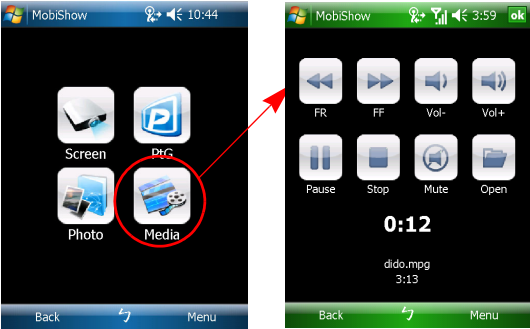 MobiShow 10:44
Screen PtG
Photo Media
Back ㄅ Menu
MobiShow 3:59 ok
FR FF Vol- Vol+
Pause Stop Mute Open
0:12
dido.mpg
3:13
Back ㄅ Menu